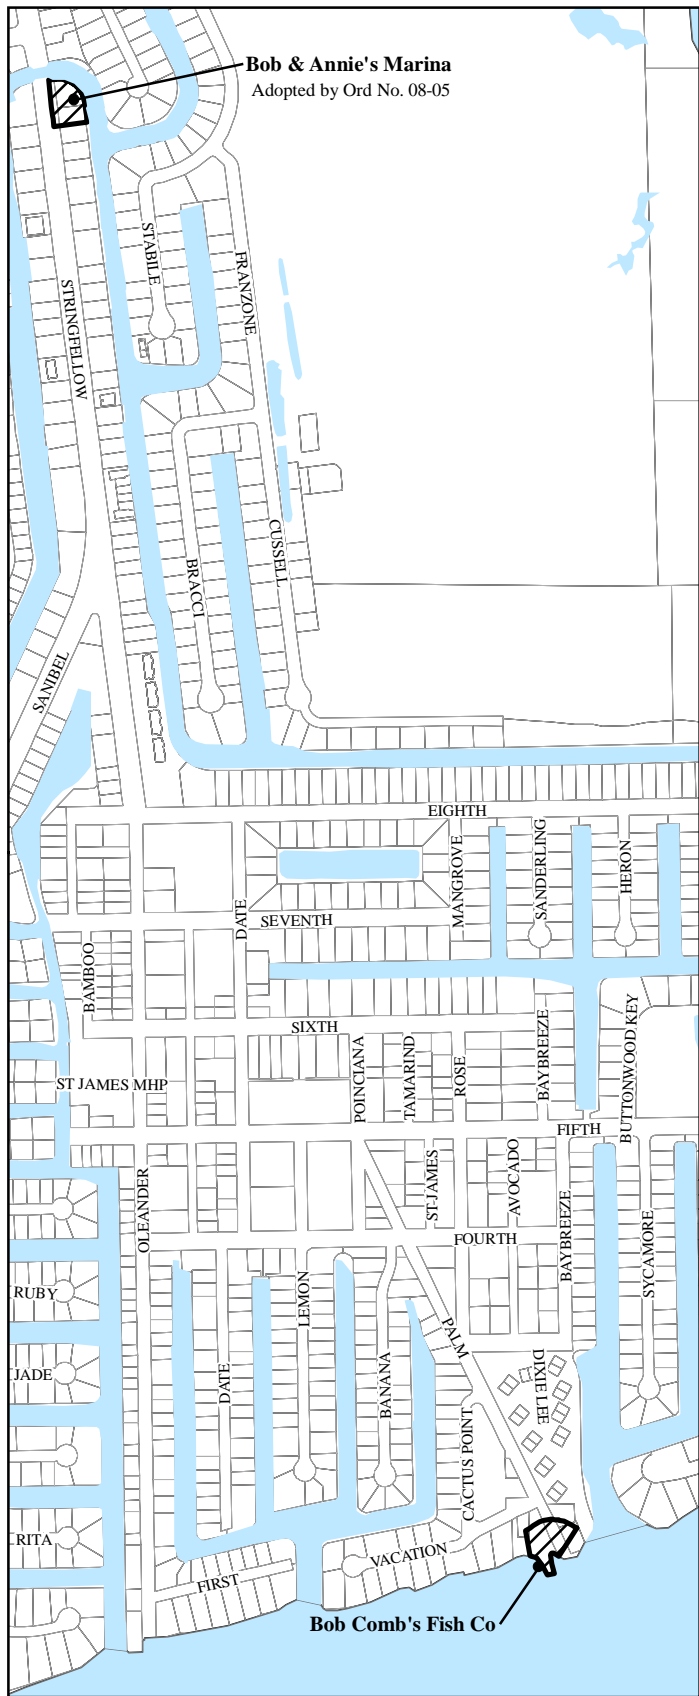 Bob & Annie's Marina
Adopted by Ord No. 08-05
STABILE
FRANZONE
STRINGFELLOW
CUSSELL
BRACCI
SANIBEL
EIGHTH
MANGROVE
SANDERLING
HERON
DATE
SEVENTH
BAMBOO
SIXTH
POINCIANA
TAMARIND
ROSE
BAYBREEZE
BUTTONWOOD KEY
ST JAMES MHP
FIFTH
OLEANDER
ST JAMES
AVOCADO
BAYBREEZE
FOURTH
SYCAMORE
RUBY
LEMON
PALM
JADE
DATE
BANANA
DIXIE LEE
CACTUS POINT
RITA
VACATION
FIRST
Bob Comb's Fish Co